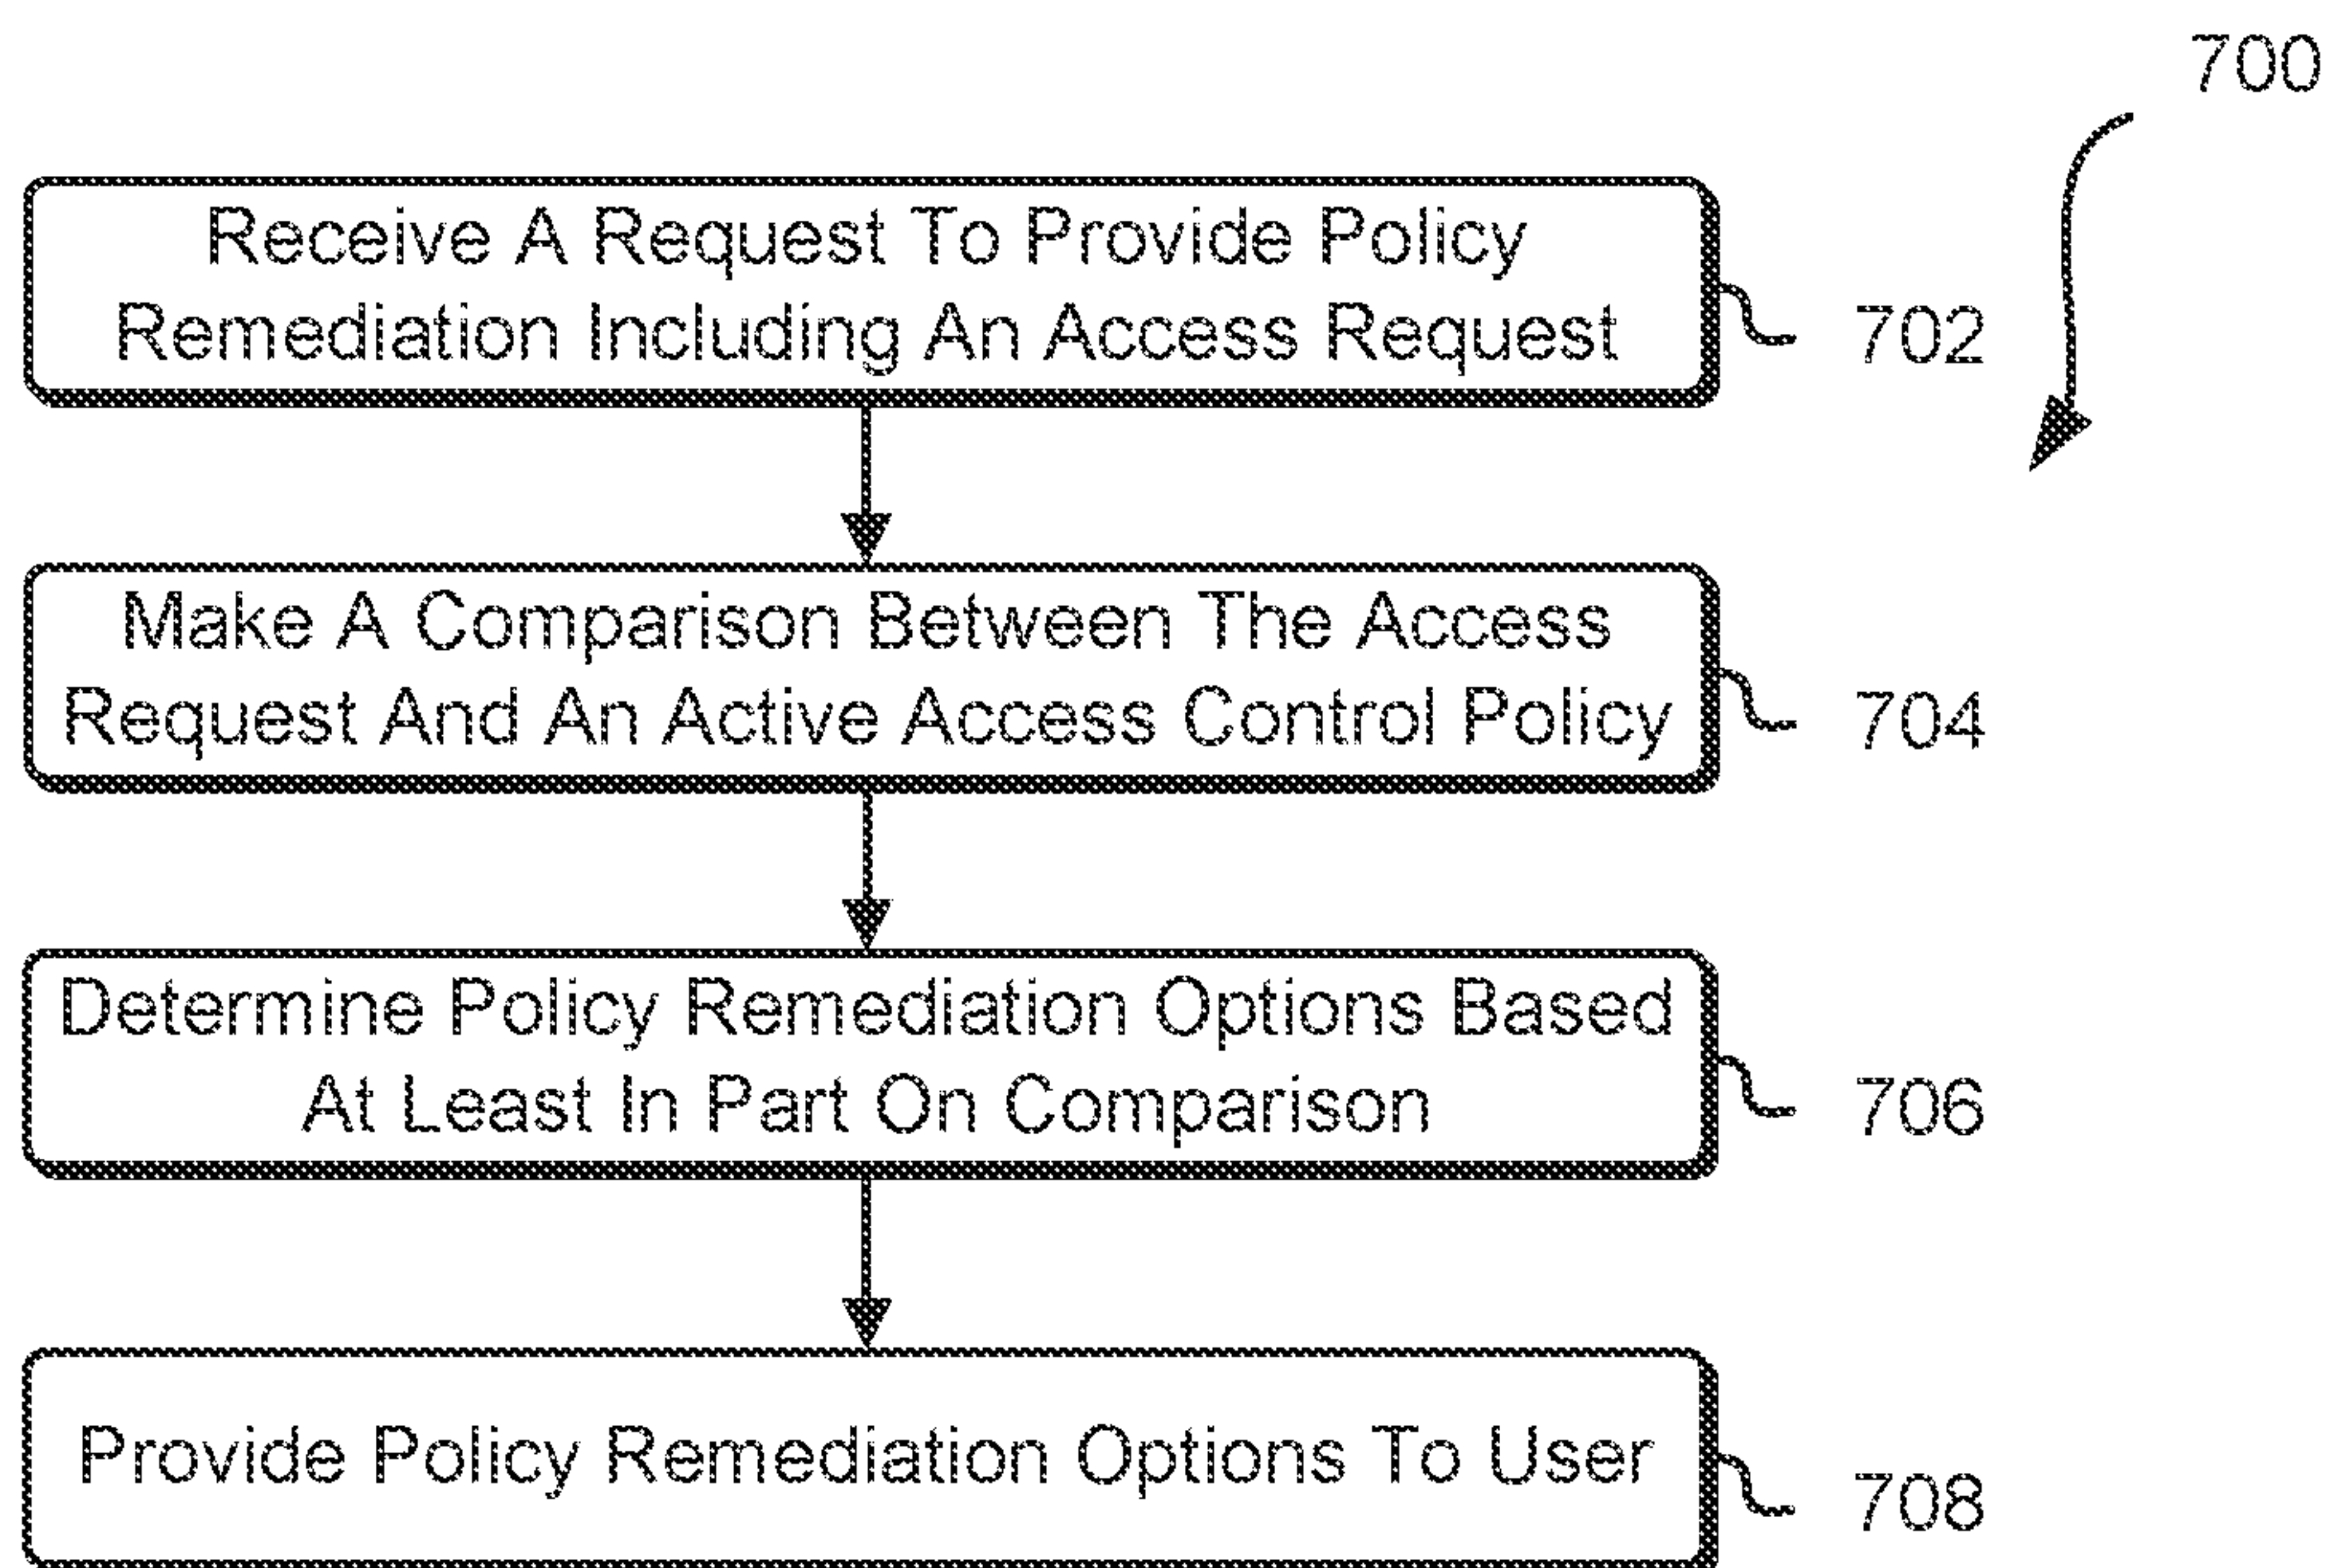 700
Receive A Request To Provide Policy
Remediation Including An Access Request
702
Make A Comparison Between The Access
Request And An Active Access Control Policy
704
Determine Policy Remediation Options Based
At Least In Part On Comparison
706
Provide Policy Remediation Options To User
708